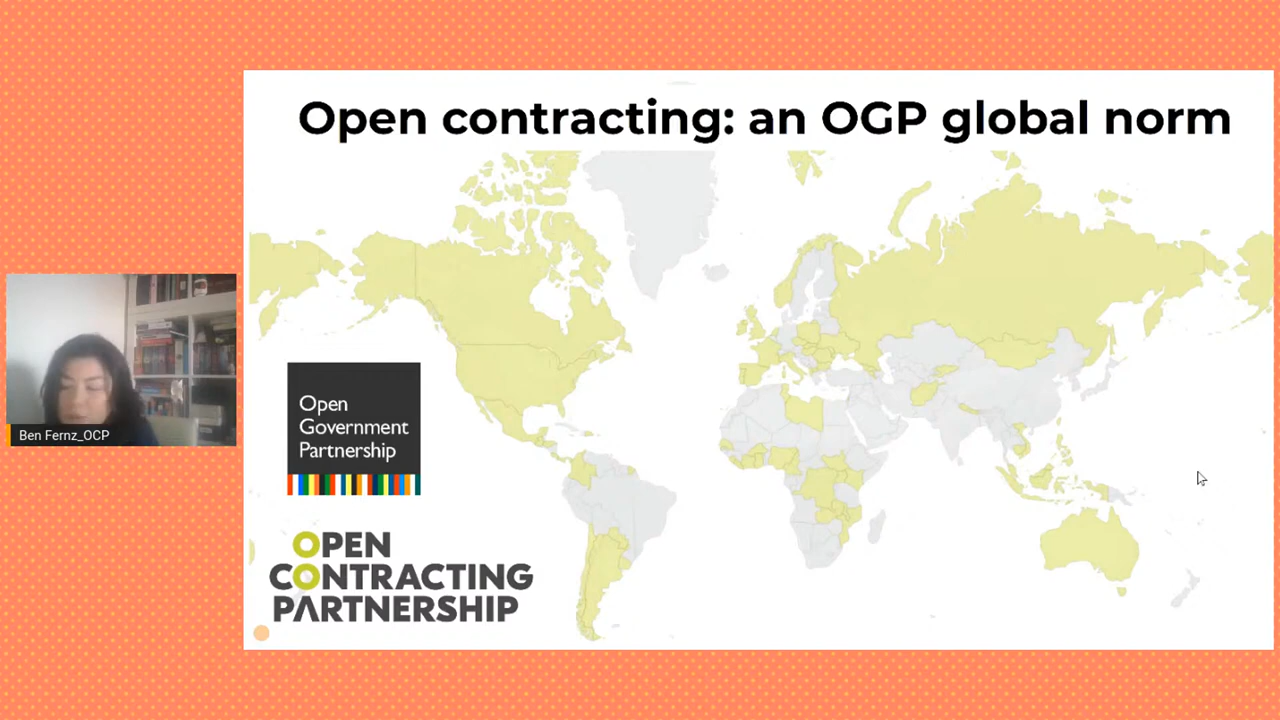 Open contracting: an OGP global norm
Open
Government
Partnership
OPEN
CONTRACTING
PARTNERSHIP
Ben Fernz_OCP